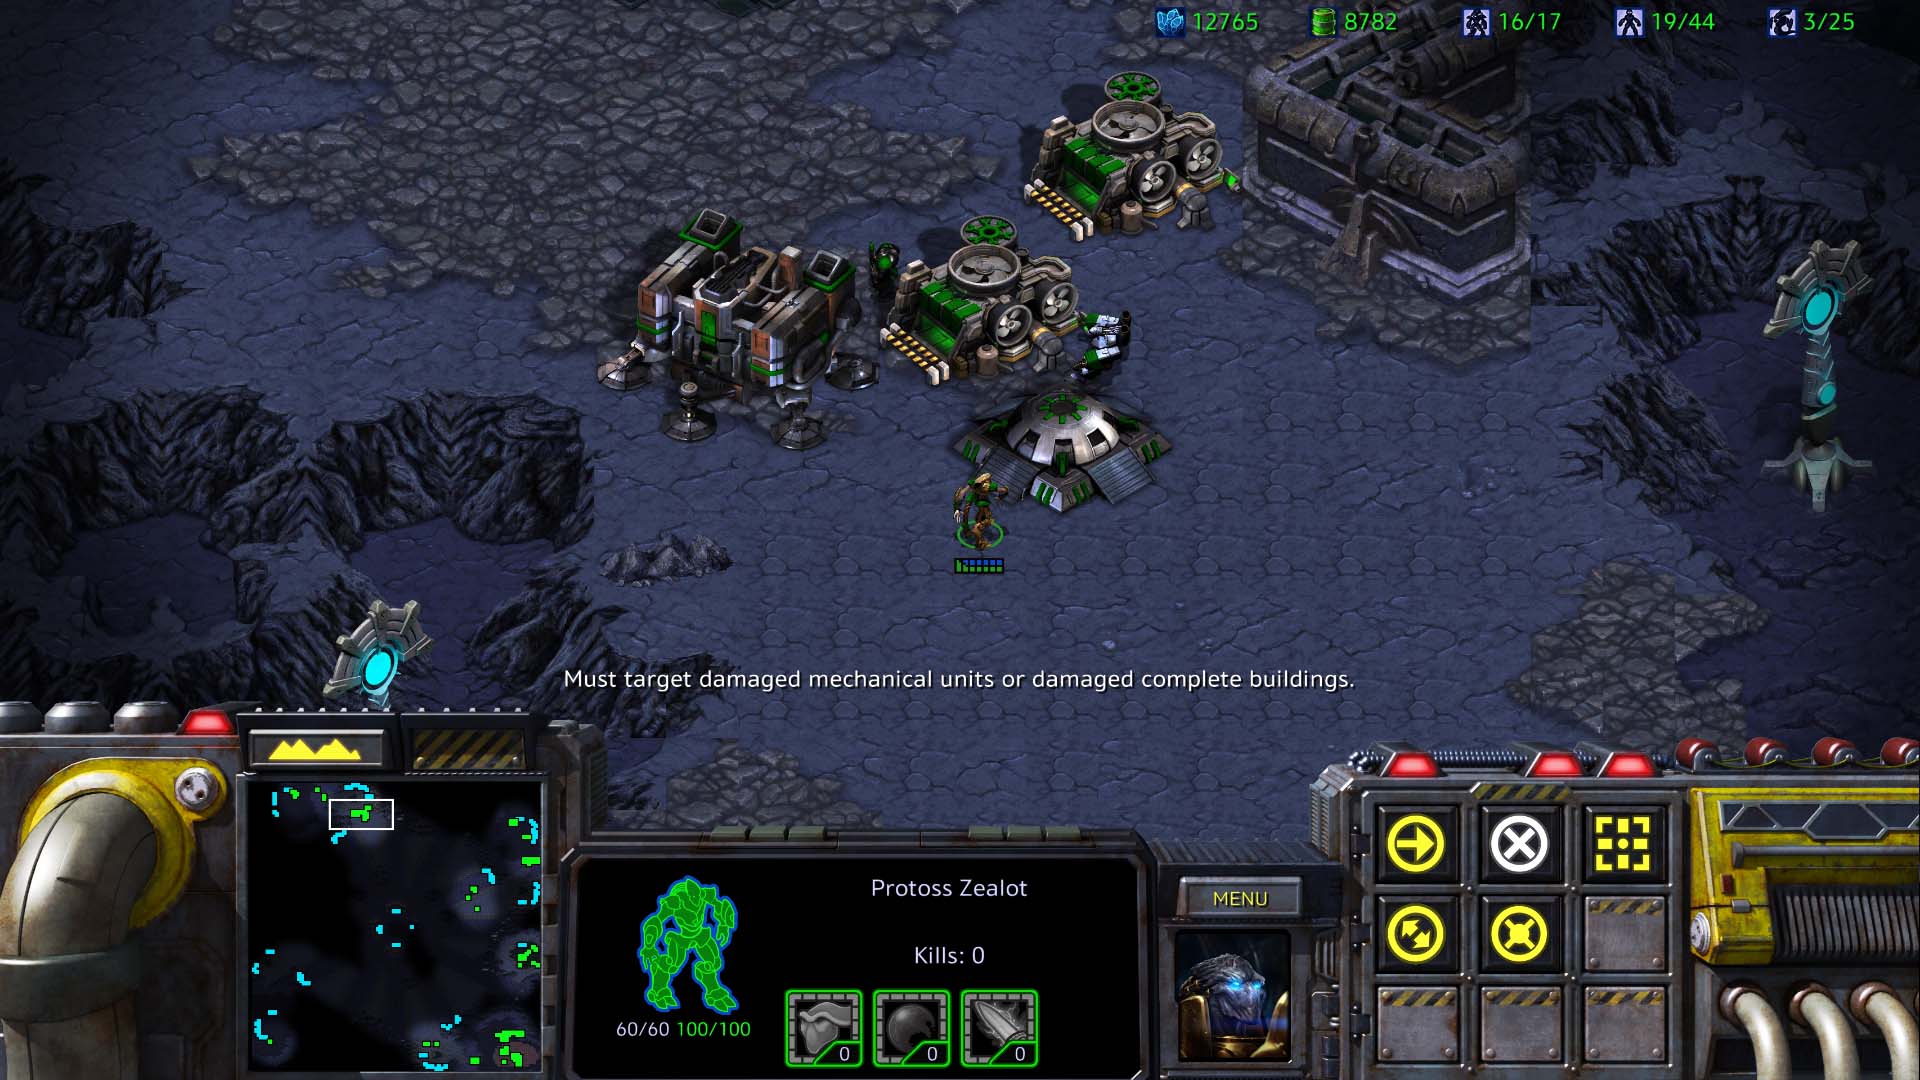 12765 8782 16/17 19/44 3/25
Must target damaged mechanical units or damaged complete buildings.
Protoss Zealot
Kills: 0
60/60 100/100
0 0 0
MENU